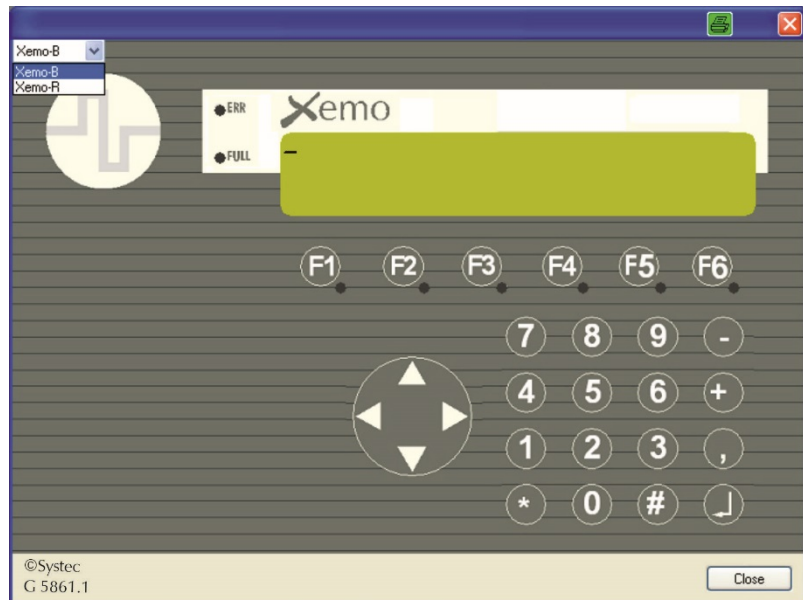 Xemo-B
Xemo-B
Xemo-R
ERR
Xemo
FULL
F1 F2 F3 F4 F5 F6
7 8 9 -
4 5 6 +
1 2 3 ,
* 0 #
©Systec
G 5861.1
Close